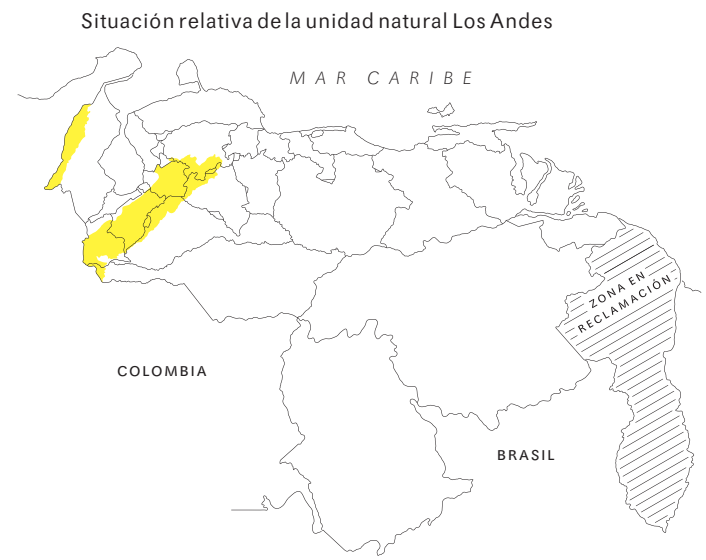 Situación relativa de la unidad natural Los Andes
MAR CARIBE
ZONA EN
RECLAMACIÓN
COLOMBIA
BRASIL